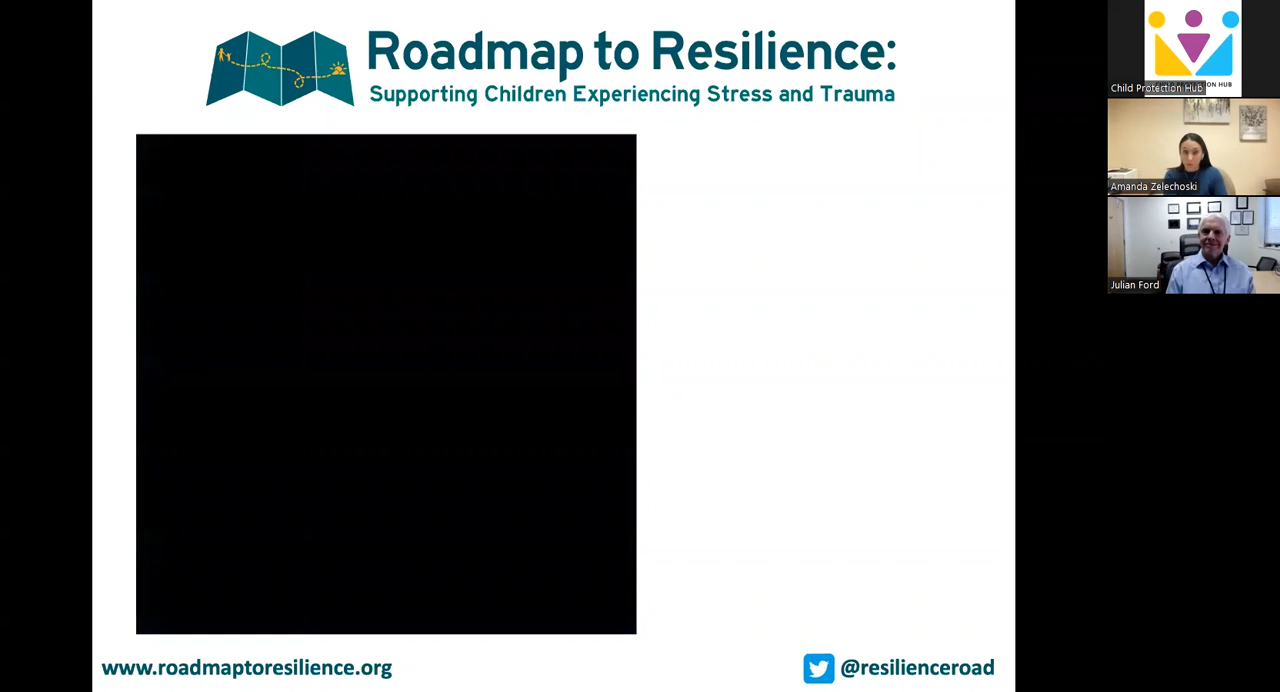 Roadmap to Resilience:
Supporting Children Experiencing Stress and Trauma
www.roadmaptoresilience.org
@resilienceroad
HUB
Child Protection Hub
Amanda Zelechoski
Julian Ford